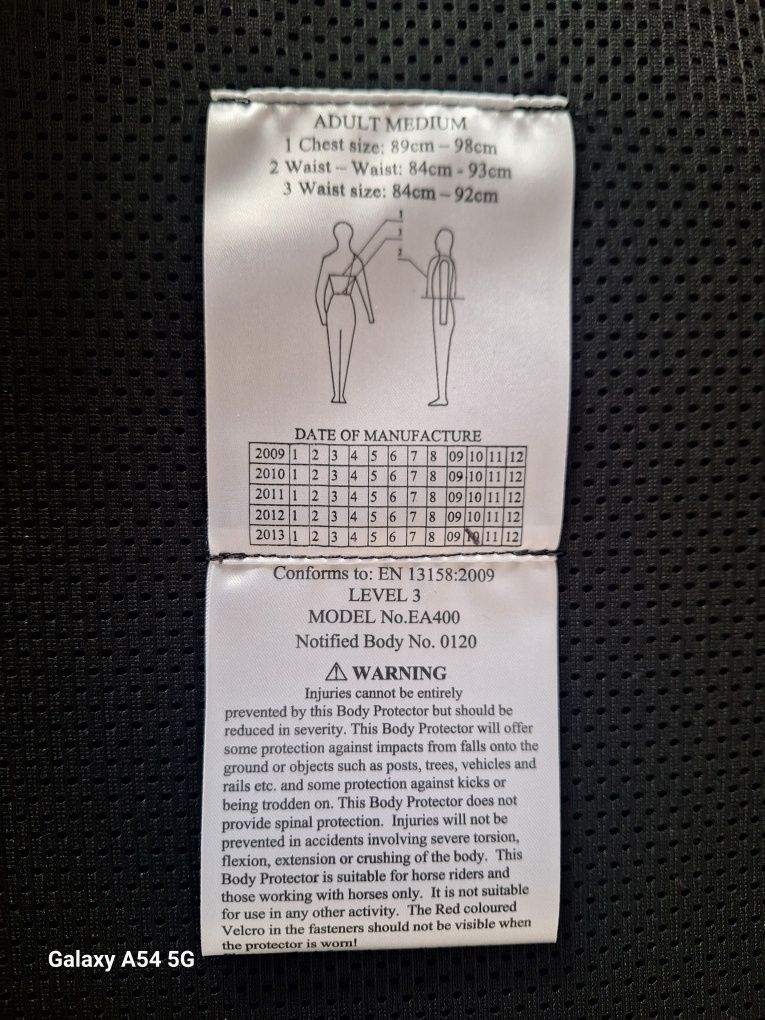 ADULT MEDIUM
1 Chest size: 89cm – 98cm
2 Waist – Waist: 84cm - 93cm
3 Waist size: 84cm – 92cm
1
3
2
DATE OF MANUFACTURE
2009 1 2 3 4 5 6 7 8 09 10 11 12
2010 1 2 3 4 5 6 7 8 09 10 11 12
2011 1 2 3 4 5 6 7 8 09 10 11 12
2012 1 2 3 4 5 6 7 8 09 10 11 12
2013 1 2 3 4 5 6 7 8 09 10 11 12
Conforms to: EN 13158:2009
LEVEL 3
MODEL No.EA400
Notified Body No. 0120
⚠ WARNING
Injuries cannot be entirely
prevented by this Body Protector but should be
reduced in severity. This Body Protector will offer
some protection against impacts from falls onto the
ground or objects such as posts, trees, vehicles and
rails etc. and some protection against kicks or
being trodden on. This Body Protector does not
provide spinal protection. Injuries will not be
prevented in accidents involving severe torsion,
flexion, extension or crushing of the body. This
Body Protector is suitable for horse riders and
those working with horses only. It is not suitable
for use in any other activity. The Red coloured
Velcro in the fasteners should not be visible when
the protector is worn!
Galaxy A54 5G